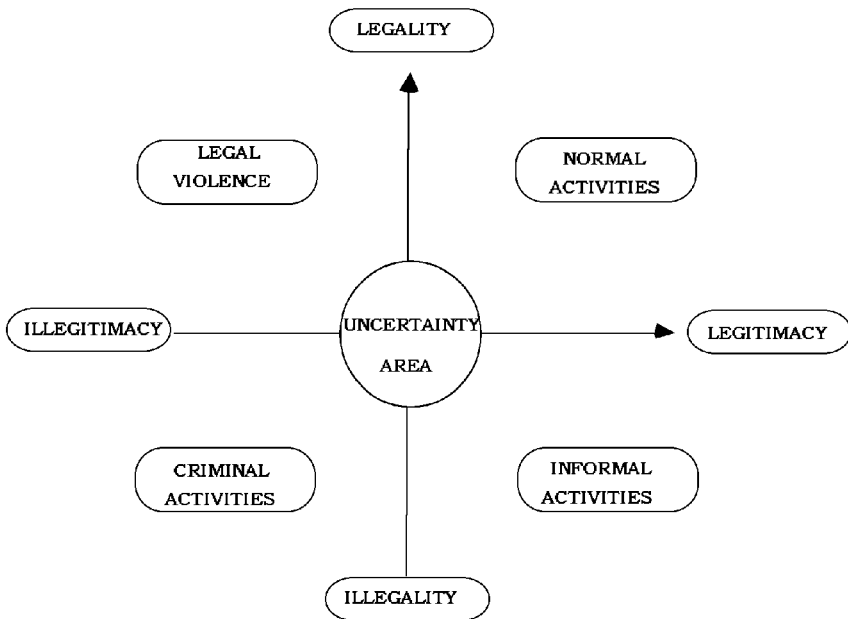 LEGALITY
LEGAL
VIOLENCE
NORMAL
ACTIVITIES
ILLEGITIMACY
UNCERTAINTY
AREA
LEGITIMACY
CRIMINAL
ACTIVITIES
INFORMAL
ACTIVITIES
ILLEGALITY